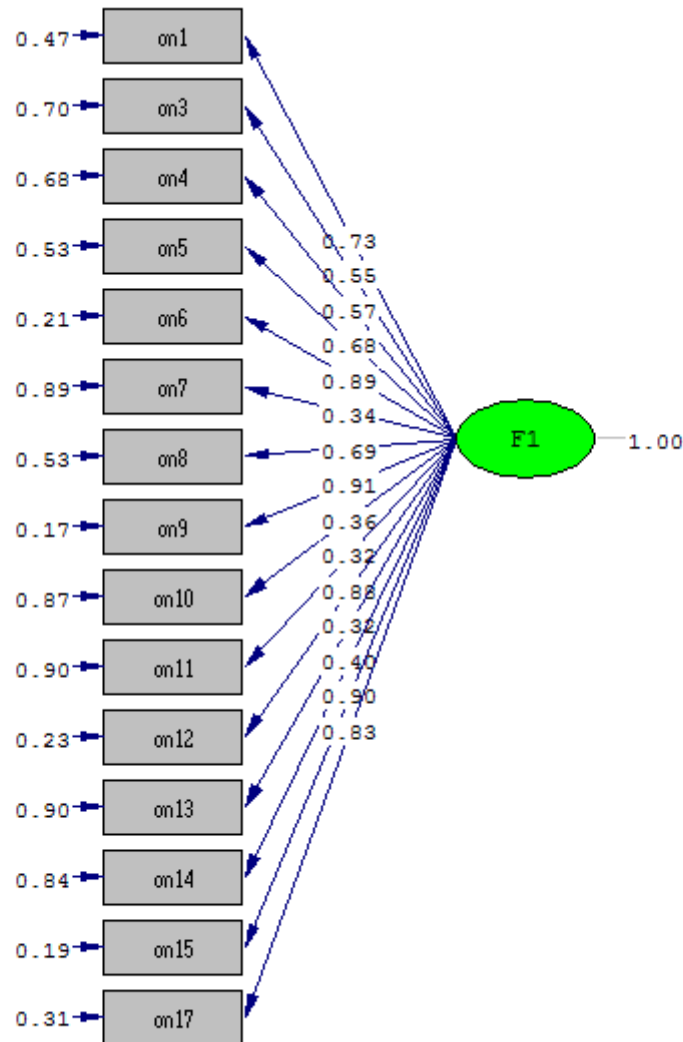 0.47 on1
0.70 on3
0.68 on4
0.53 on5
0.73
0.55
0.57
0.21 on6
0.68
0.89 on7
0.89
0.34
F1 1.00
0.53 on8
0.69
0.91
0.17 on9
0.36
0.32
0.87 on10
0.88
0.32
0.90 on11
0.40
0.90
0.23 on12
0.83
0.90 on13
0.84 on14
0.19 on15
0.31 on17